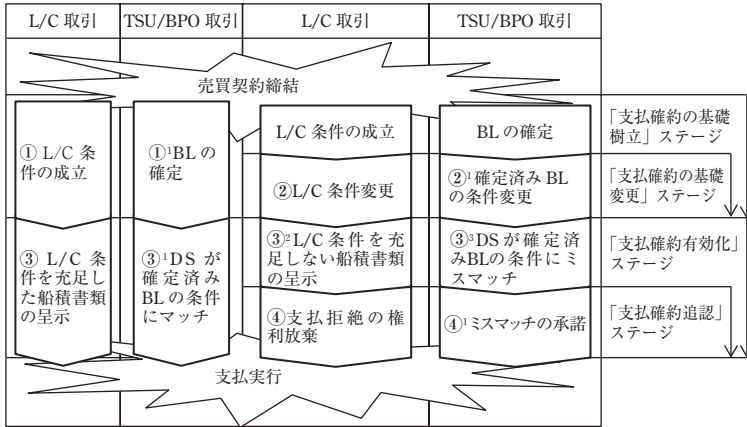 L/C 取引
TSU/BPO 取引
L/C 取引
TSU/BPO 取引
売買契約締結
① L/C 条
件の成立
①¹BL の
確定
L/C 条件の成立
BL の確定
「支払確約の基礎
樹立」ステージ
②L/C 条件変更
②¹ 確定済み BL
の条件変更
「支払確約の基礎
変更」ステージ
③ L/C 条
件を充足し
た船積書類
の呈示
③¹DS が
確定済み
BL の条件
にマッチ
③²L/C 条件を充
足しない船積書類
の呈示
③³DS が確定済
みBLの条件にミ
スマッチ
「支払確約有効化」
ステージ
④支払拒絶の権
利放棄
④¹ミスマッチの承諾
「支払確約追認」
ステージ
支払実行